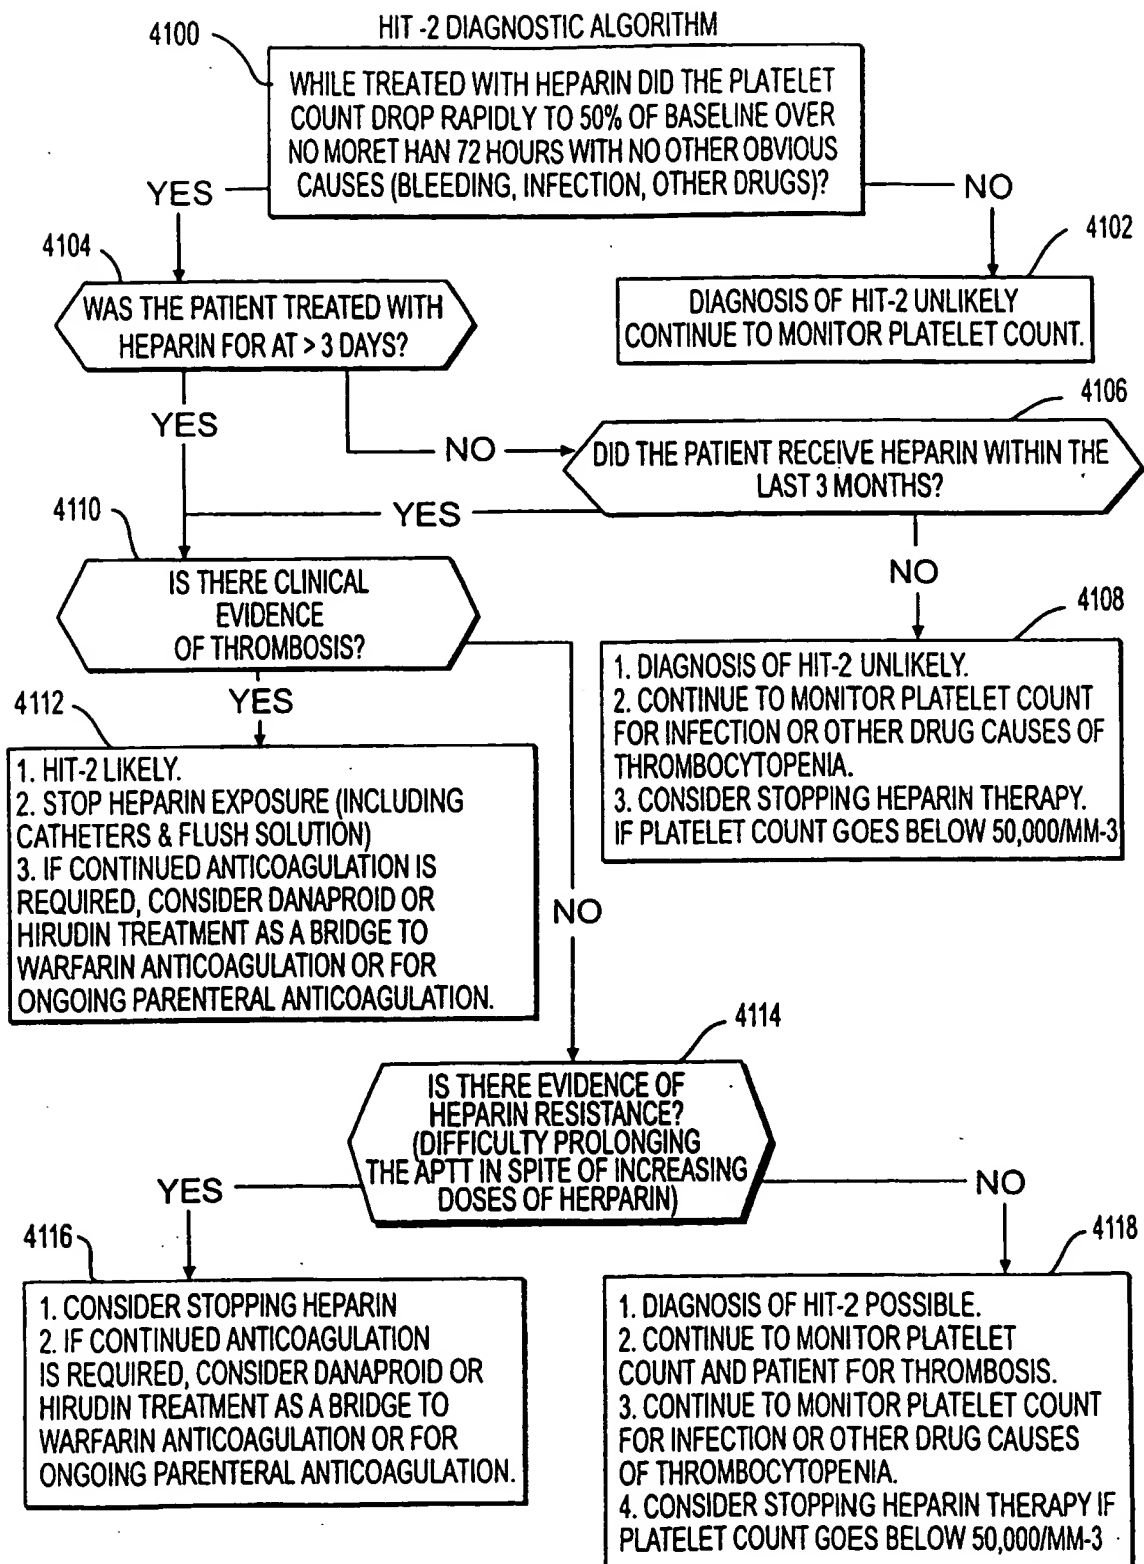 HIT -2 DIAGNOSTIC ALGORITHM
4100
WHILE TREATED WITH HEPARIN DID THE PLATELET
COUNT DROP RAPIDLY TO 50% OF BASELINE OVER
NO MORET HAN 72 HOURS WITH NO OTHER OBVIOUS
CAUSES (BLEEDING, INFECTION, OTHER DRUGS)?
YES
NO
4104
WAS THE PATIENT TREATED WITH
HEPARIN FOR AT > 3 DAYS?
4102
DIAGNOSIS OF HIT-2 UNLIKELY
CONTINUE TO MONITOR PLATELET COUNT.
YES
NO
4106
DID THE PATIENT RECEIVE HEPARIN WITHIN THE
LAST 3 MONTHS?
YES
NO
4110
IS THERE CLINICAL
EVIDENCE
OF THROMBOSIS?
4108
1. DIAGNOSIS OF HIT-2 UNLIKELY.
2. CONTINUE TO MONITOR PLATELET COUNT
FOR INFECTION OR OTHER DRUG CAUSES OF
THROMBOCYTOPENIA.
3. CONSIDER STOPPING HEPARIN THERAPY.
IF PLATELET COUNT GOES BELOW 50,000/MM-3
YES
NO
4112
1. HIT-2 LIKELY.
2. STOP HEPARIN EXPOSURE (INCLUDING
CATHETERS & FLUSH SOLUTION)
3. IF CONTINUED ANTICOAGULATION IS
REQUIRED, CONSIDER DANAPROID OR
HIRUDIN TREATMENT AS A BRIDGE TO
WARFARIN ANTICOAGULATION OR FOR
ONGOING PARENTERAL ANTICOAGULATION.
4114
IS THERE EVIDENCE OF
HEPARIN RESISTANCE?
(DIFFICULTY PROLONGING
THE APTT IN SPITE OF INCREASING
DOSES OF HERPARIN)
YES
NO
4116
1. CONSIDER STOPPING HEPARIN
2. IF CONTINUED ANTICOAGULATION
IS REQUIRED, CONSIDER DANAPROID OR
HIRUDIN TREATMENT AS A BRIDGE TO
WARFARIN ANTICOAGULATION OR FOR
ONGOING PARENTERAL ANTICOAGULATION.
4118
1. DIAGNOSIS OF HIT-2 POSSIBLE.
2. CONTINUE TO MONITOR PLATELET
COUNT AND PATIENT FOR THROMBOSIS.
3. CONTINUE TO MONITOR PLATELET COUNT
FOR INFECTION OR OTHER DRUG CAUSES
OF THROMBOCYTOPENIA.
4. CONSIDER STOPPING HEPARIN THERAPY IF
PLATELET COUNT GOES BELOW 50,000/MM-3